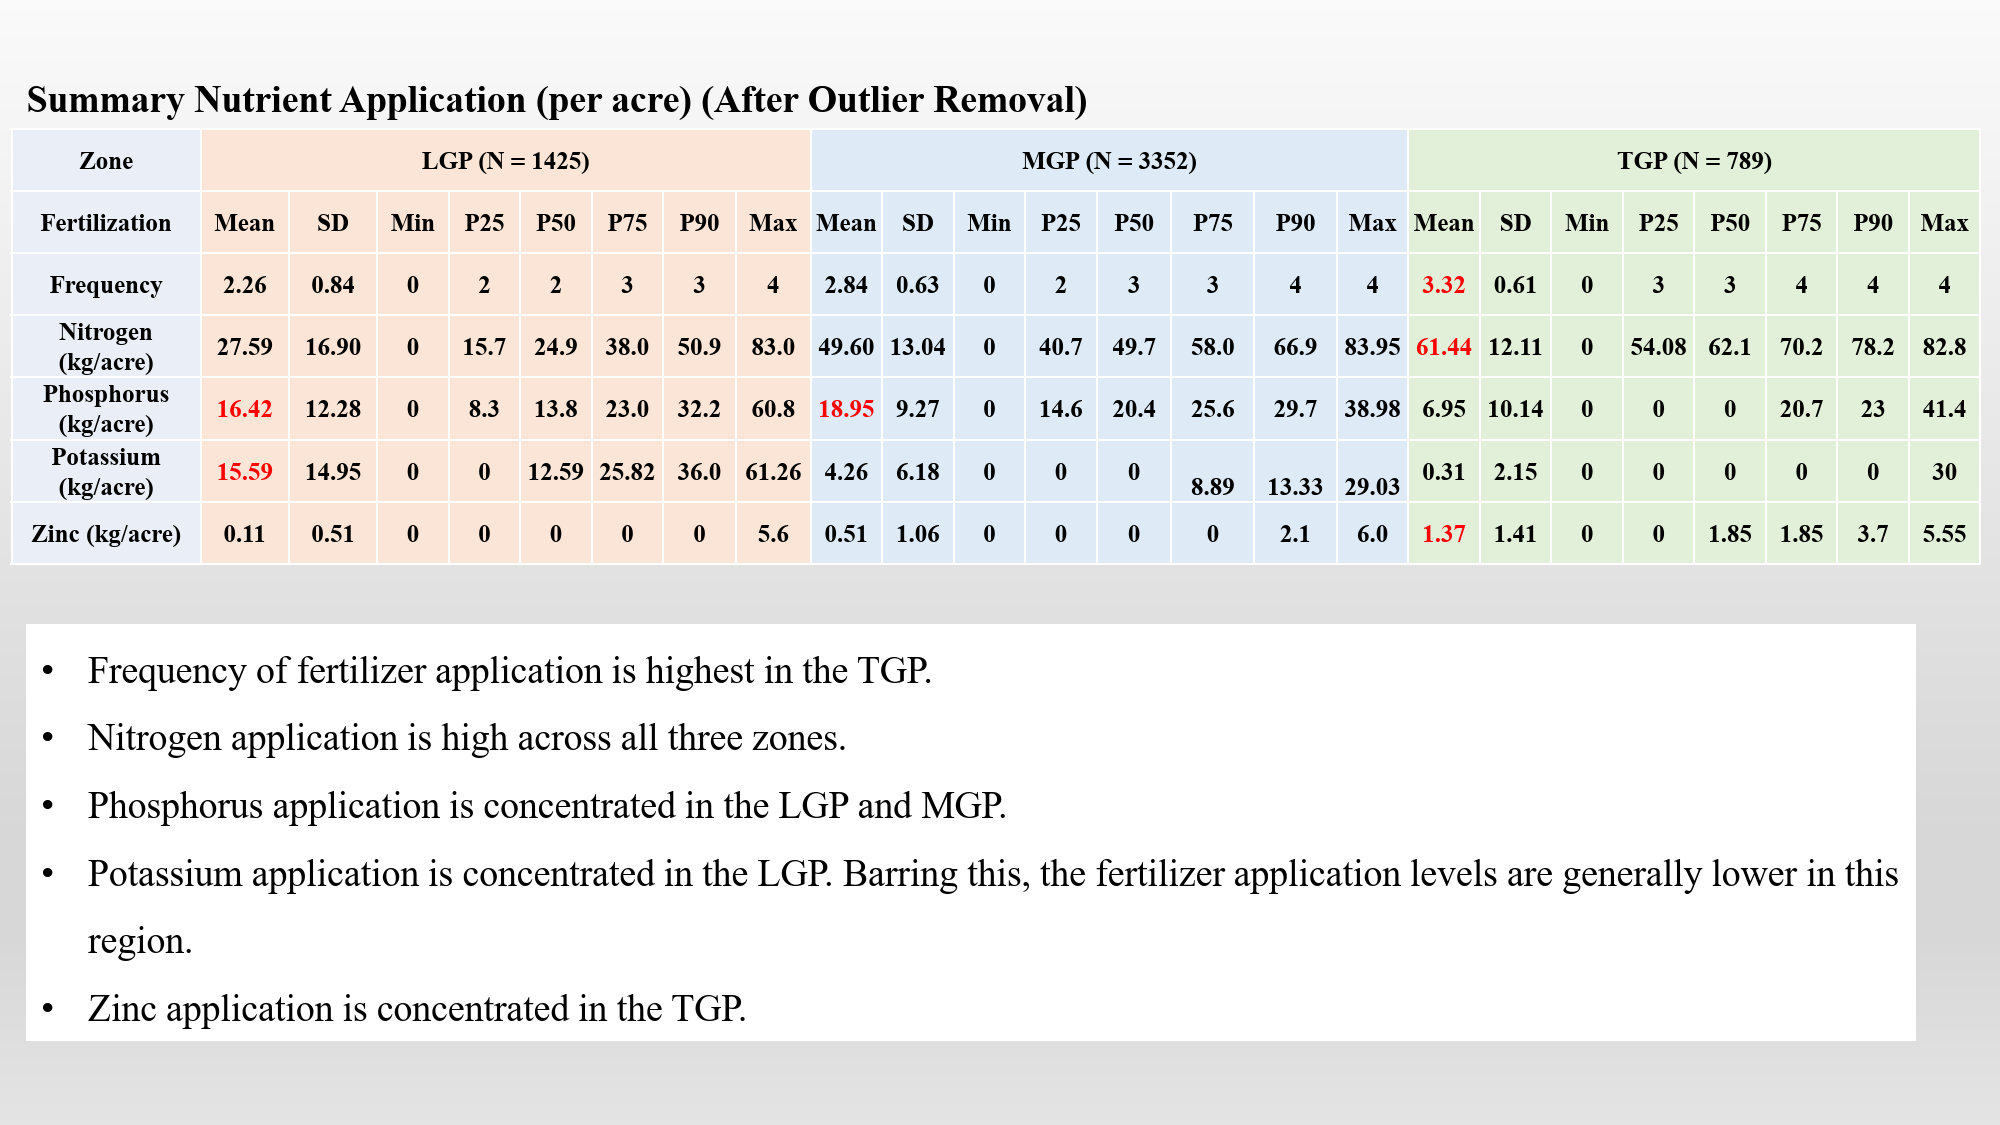 Summary Nutrient Application (per acre) (After Outlier Removal)
Zone LGP (N = 1425) MGP (N = 3352) TGP (N = 789)
Fertilization Mean SD Min P25 P50 P75 P90 Max Mean SD Min P25 P50 P75 P90 Max Mean SD Min P25 P50 P75 P90 Max
Frequency 2.26 0.84 0 2 2 3 3 4 2.84 0.63 0 2 3 3 4 4 3.32 0.61 0 3 3 4 4 4
Nitrogen
(kg/acre) 27.59 16.90 0 15.7 24.9 38.0 50.9 83.0 49.60 13.04 0 40.7 49.7 58.0 66.9 83.95 61.44 12.11 0 54.08 62.1 70.2 78.2 82.8
Phosphorus
(kg/acre) 16.42 12.28 0 8.3 13.8 23.0 32.2 60.8 18.95 9.27 0 14.6 20.4 25.6 29.7 38.98 6.95 10.14 0 0 0 20.7 23 41.4
Potassium
(kg/acre) 15.59 14.95 0 0 12.59 25.82 36.0 61.26 4.26 6.18 0 0 0 8.89 13.33 29.03 0.31 2.15 0 0 0 0 0 30
Zinc (kg/acre) 0.11 0.51 0 0 0 0 0 5.6 0.51 1.06 0 0 0 0 2.1 6.0 1.37 1.41 0 0 1.85 1.85 3.7 5.55
• Frequency of fertilizer application is highest in the TGP.
• Nitrogen application is high across all three zones.
• Phosphorus application is concentrated in the LGP and MGP.
• Potassium application is concentrated in the LGP. Barring this, the fertilizer application levels are generally lower in this
region.
• Zinc application is concentrated in the TGP.